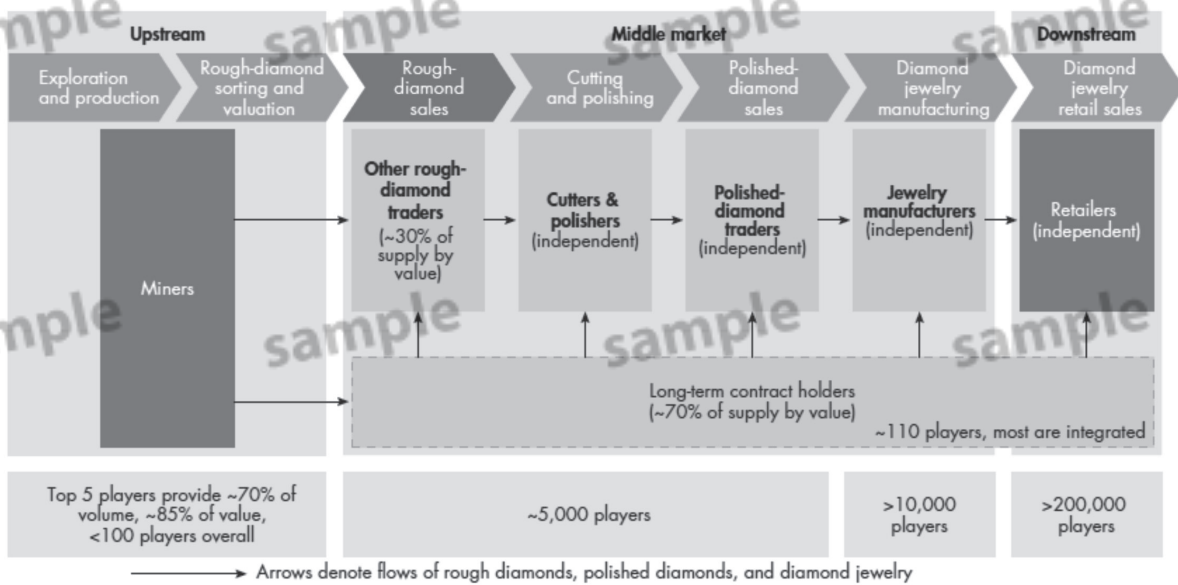 Upstream
Middle market
Downstream
Exploration
and production
Rough-diamond
sorting and
valuation
Rough-
diamond
sales
Cutting
and polishing
Polished-
diamond
sales
Diamond
jewelry
manufacturing
Diamond
jewelry
retail sales
Miners
Other rough-
diamond
traders
(~30% of
supply by
value)
Cutters &
polishers
(independent)
Polished-
diamond
traders
(independent)
Jewelry
manufacturers
(independent)
Retailers
(independent)
Long-term contract holders
(~70% of supply by value)
~110 players, most are integrated
Top 5 players provide ~70% of
volume, ~85% of value,
<100 players overall
~5,000 players
>10,000
players
>200,000
players
Arrows denote flows of rough diamonds, polished diamonds, and diamond jewelry
mple
sample
sample
mple
sample
sample
sample